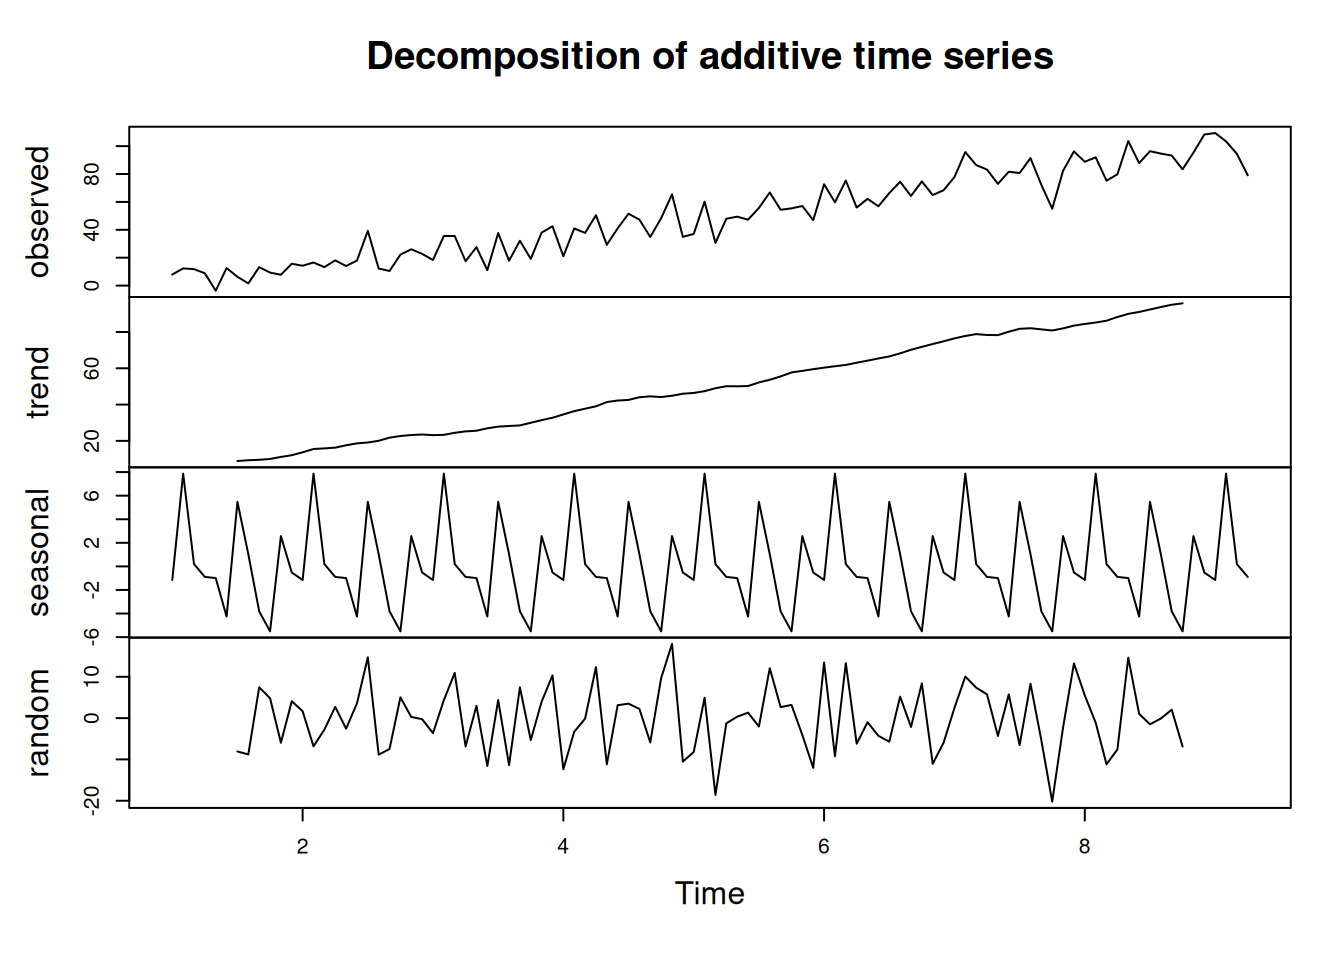 Decomposition of additive time series
observed
0 40 80
trend
20 60
seasonal
-6 -2 2 6
random
-20 0 10
2 4 6 8
Time